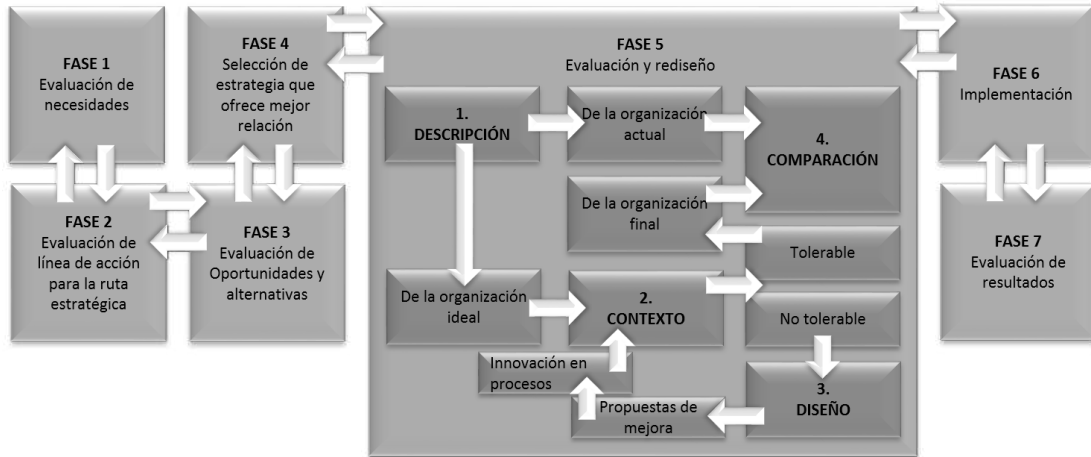 FASE 1
Evaluación de
necesidades
FASE 2
Evaluación de
línea de acción
para la ruta
estratégica
FASE 3
Evaluación de
Oportunidades y
alternativas
FASE 4
Selección de
estrategia que
ofrece mejor
relación
FASE 5
Evaluación y rediseño
1.
DESCRIPCIÓN
De la organización
actual
4.
COMPARACIÓN
De la organización
final
Tolerable
De la organización
ideal
2.
CONTEXTO
No tolerable
Innovación en
procesos
Propuestas de
mejora
3.
DISEÑO
FASE 6
Implementación
FASE 7
Evaluación de
resultados